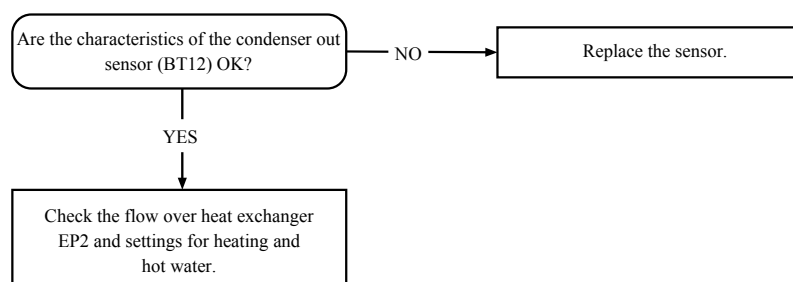 Are the characteristics of the condenser out
sensor (BT12) OK?
NO
Replace the sensor.
YES
Check the flow over heat exchanger
EP2 and settings for heating and
hot water.